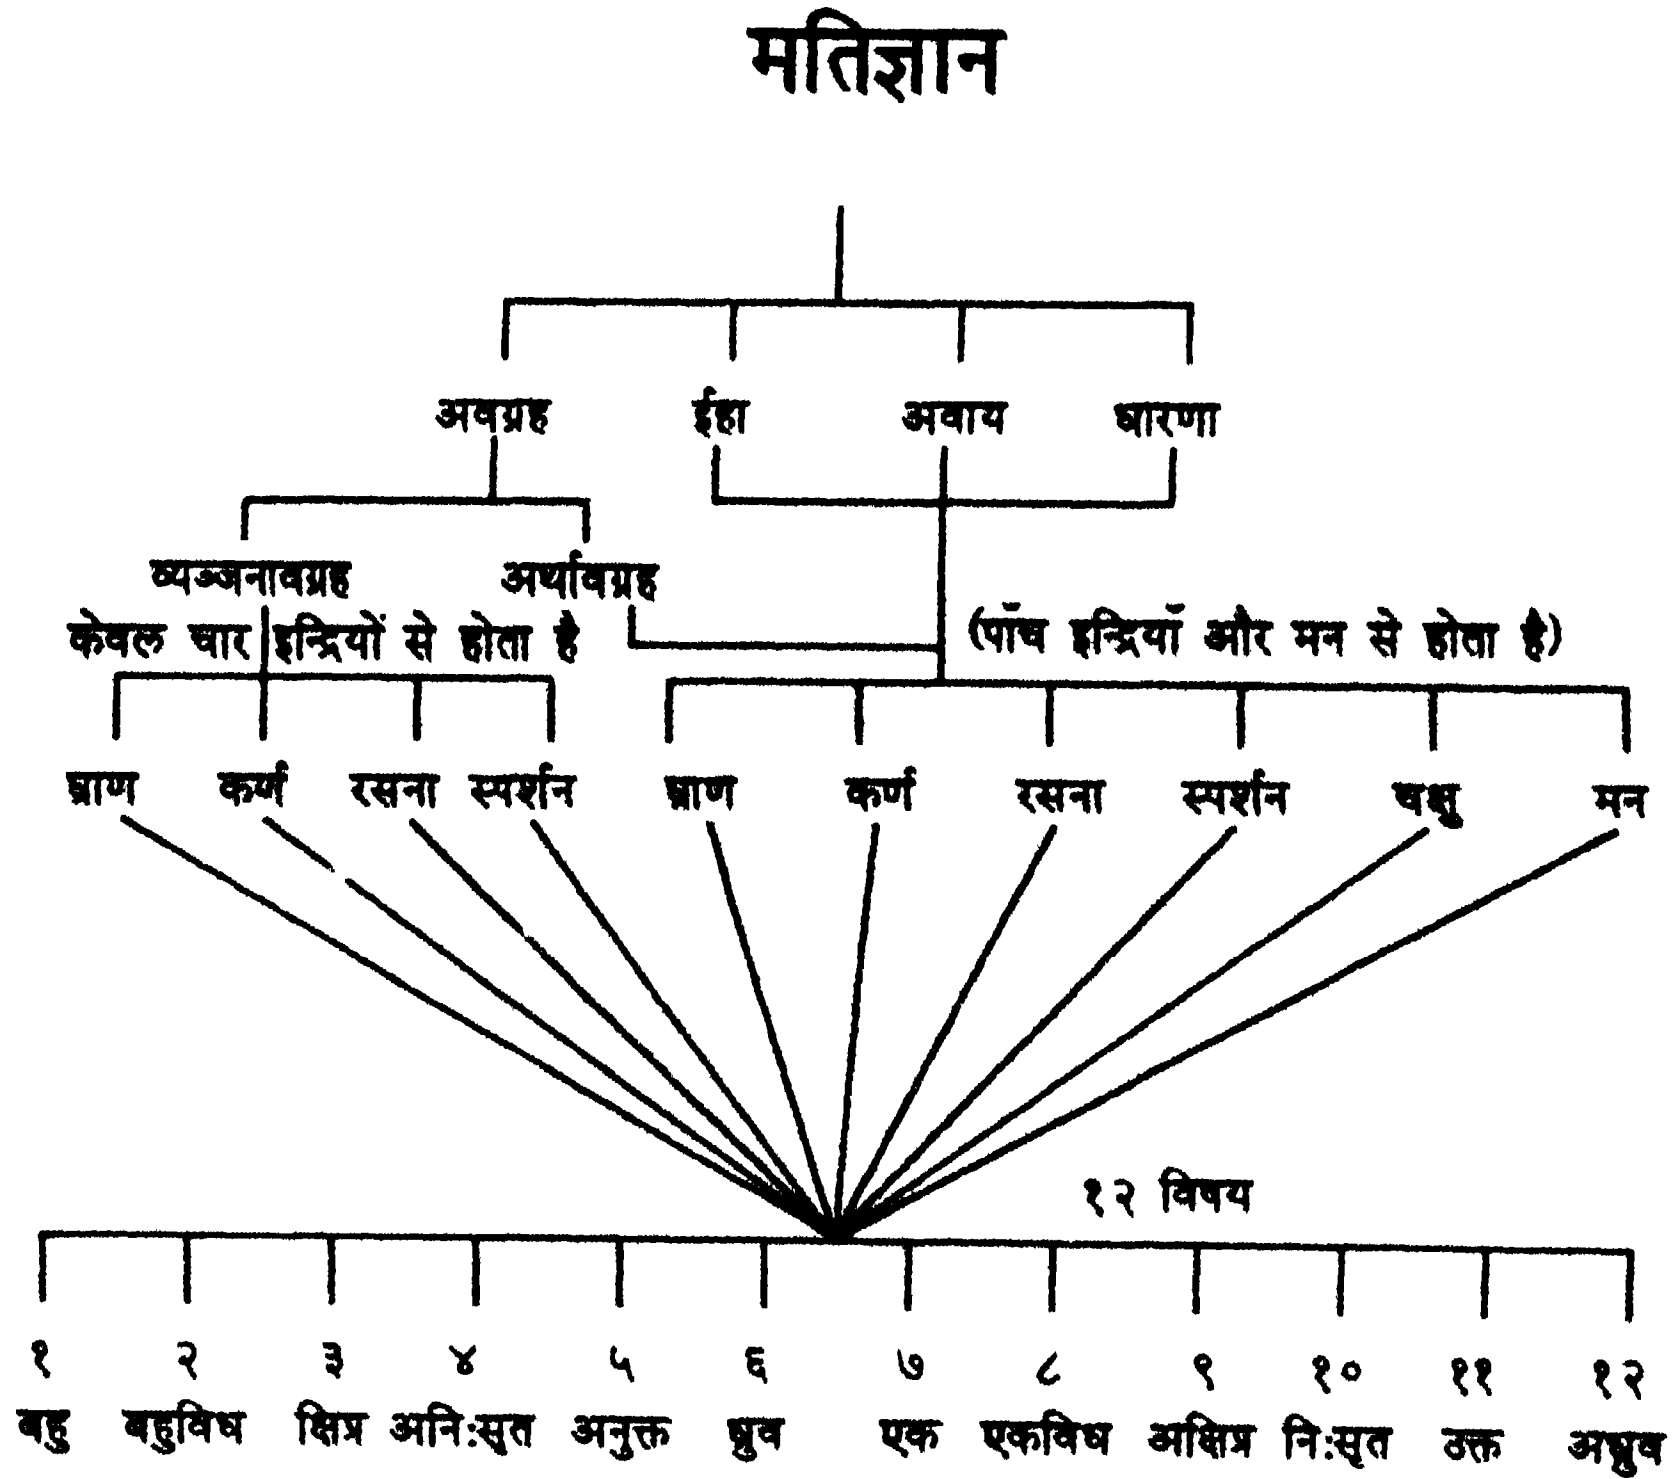 मतिज्ञान
अवग्रह ईहा अवाय धारणा
व्यञ्जनावग्रह अर्थावग्रह
केवल चार इन्द्रियों से होता है (पाँच इन्द्रियाँ और मन से होता है)
घ्राण कर्ण रसना स्पर्शन घ्राण कर्ण रसना स्पर्शन चक्षु मन
१२ विषय
१ २ ३ ४ ५ ६ ७ ८ ९ १० ११ १२
बहु बहुविध क्षिप्र अनिःसृत अनुक्त ध्रुव एक एकविध अक्षिप्र निःसृत उक्त अध्रुव